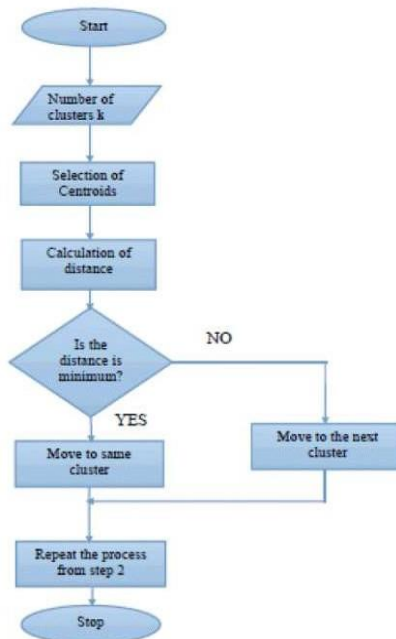 Start
Number of
clusters k
Selection of
Centroids
Calculation of
distance
Is the
distance is
minimum?
NO
YES
Move to same
cluster
Move to the next
cluster
Repeat the process
from step 2
Stop